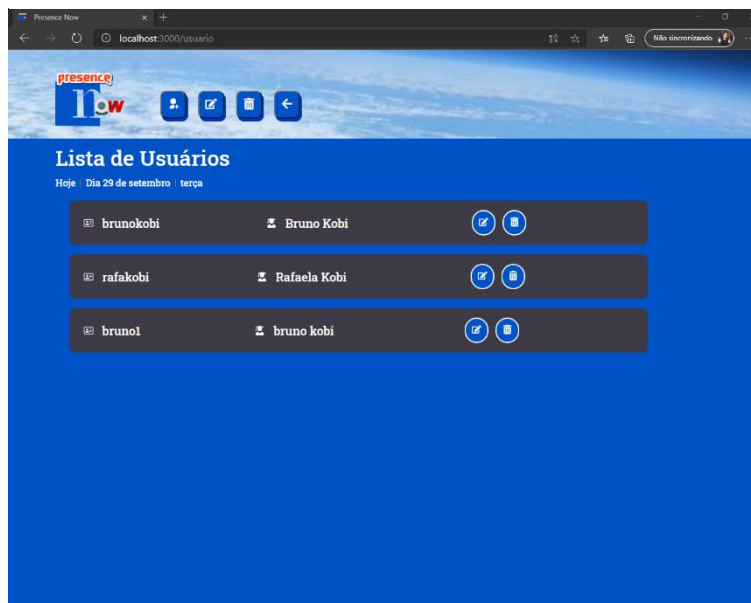 Presence Now
localhost:3000/usuario
Não sincronizando
presence
now
Lista de Usuários
Hoje | Dia 29 de setembro | terça
brunokobi Bruno Kobi
rafakobi Rafaela Kobi
bruno1 bruno kobi